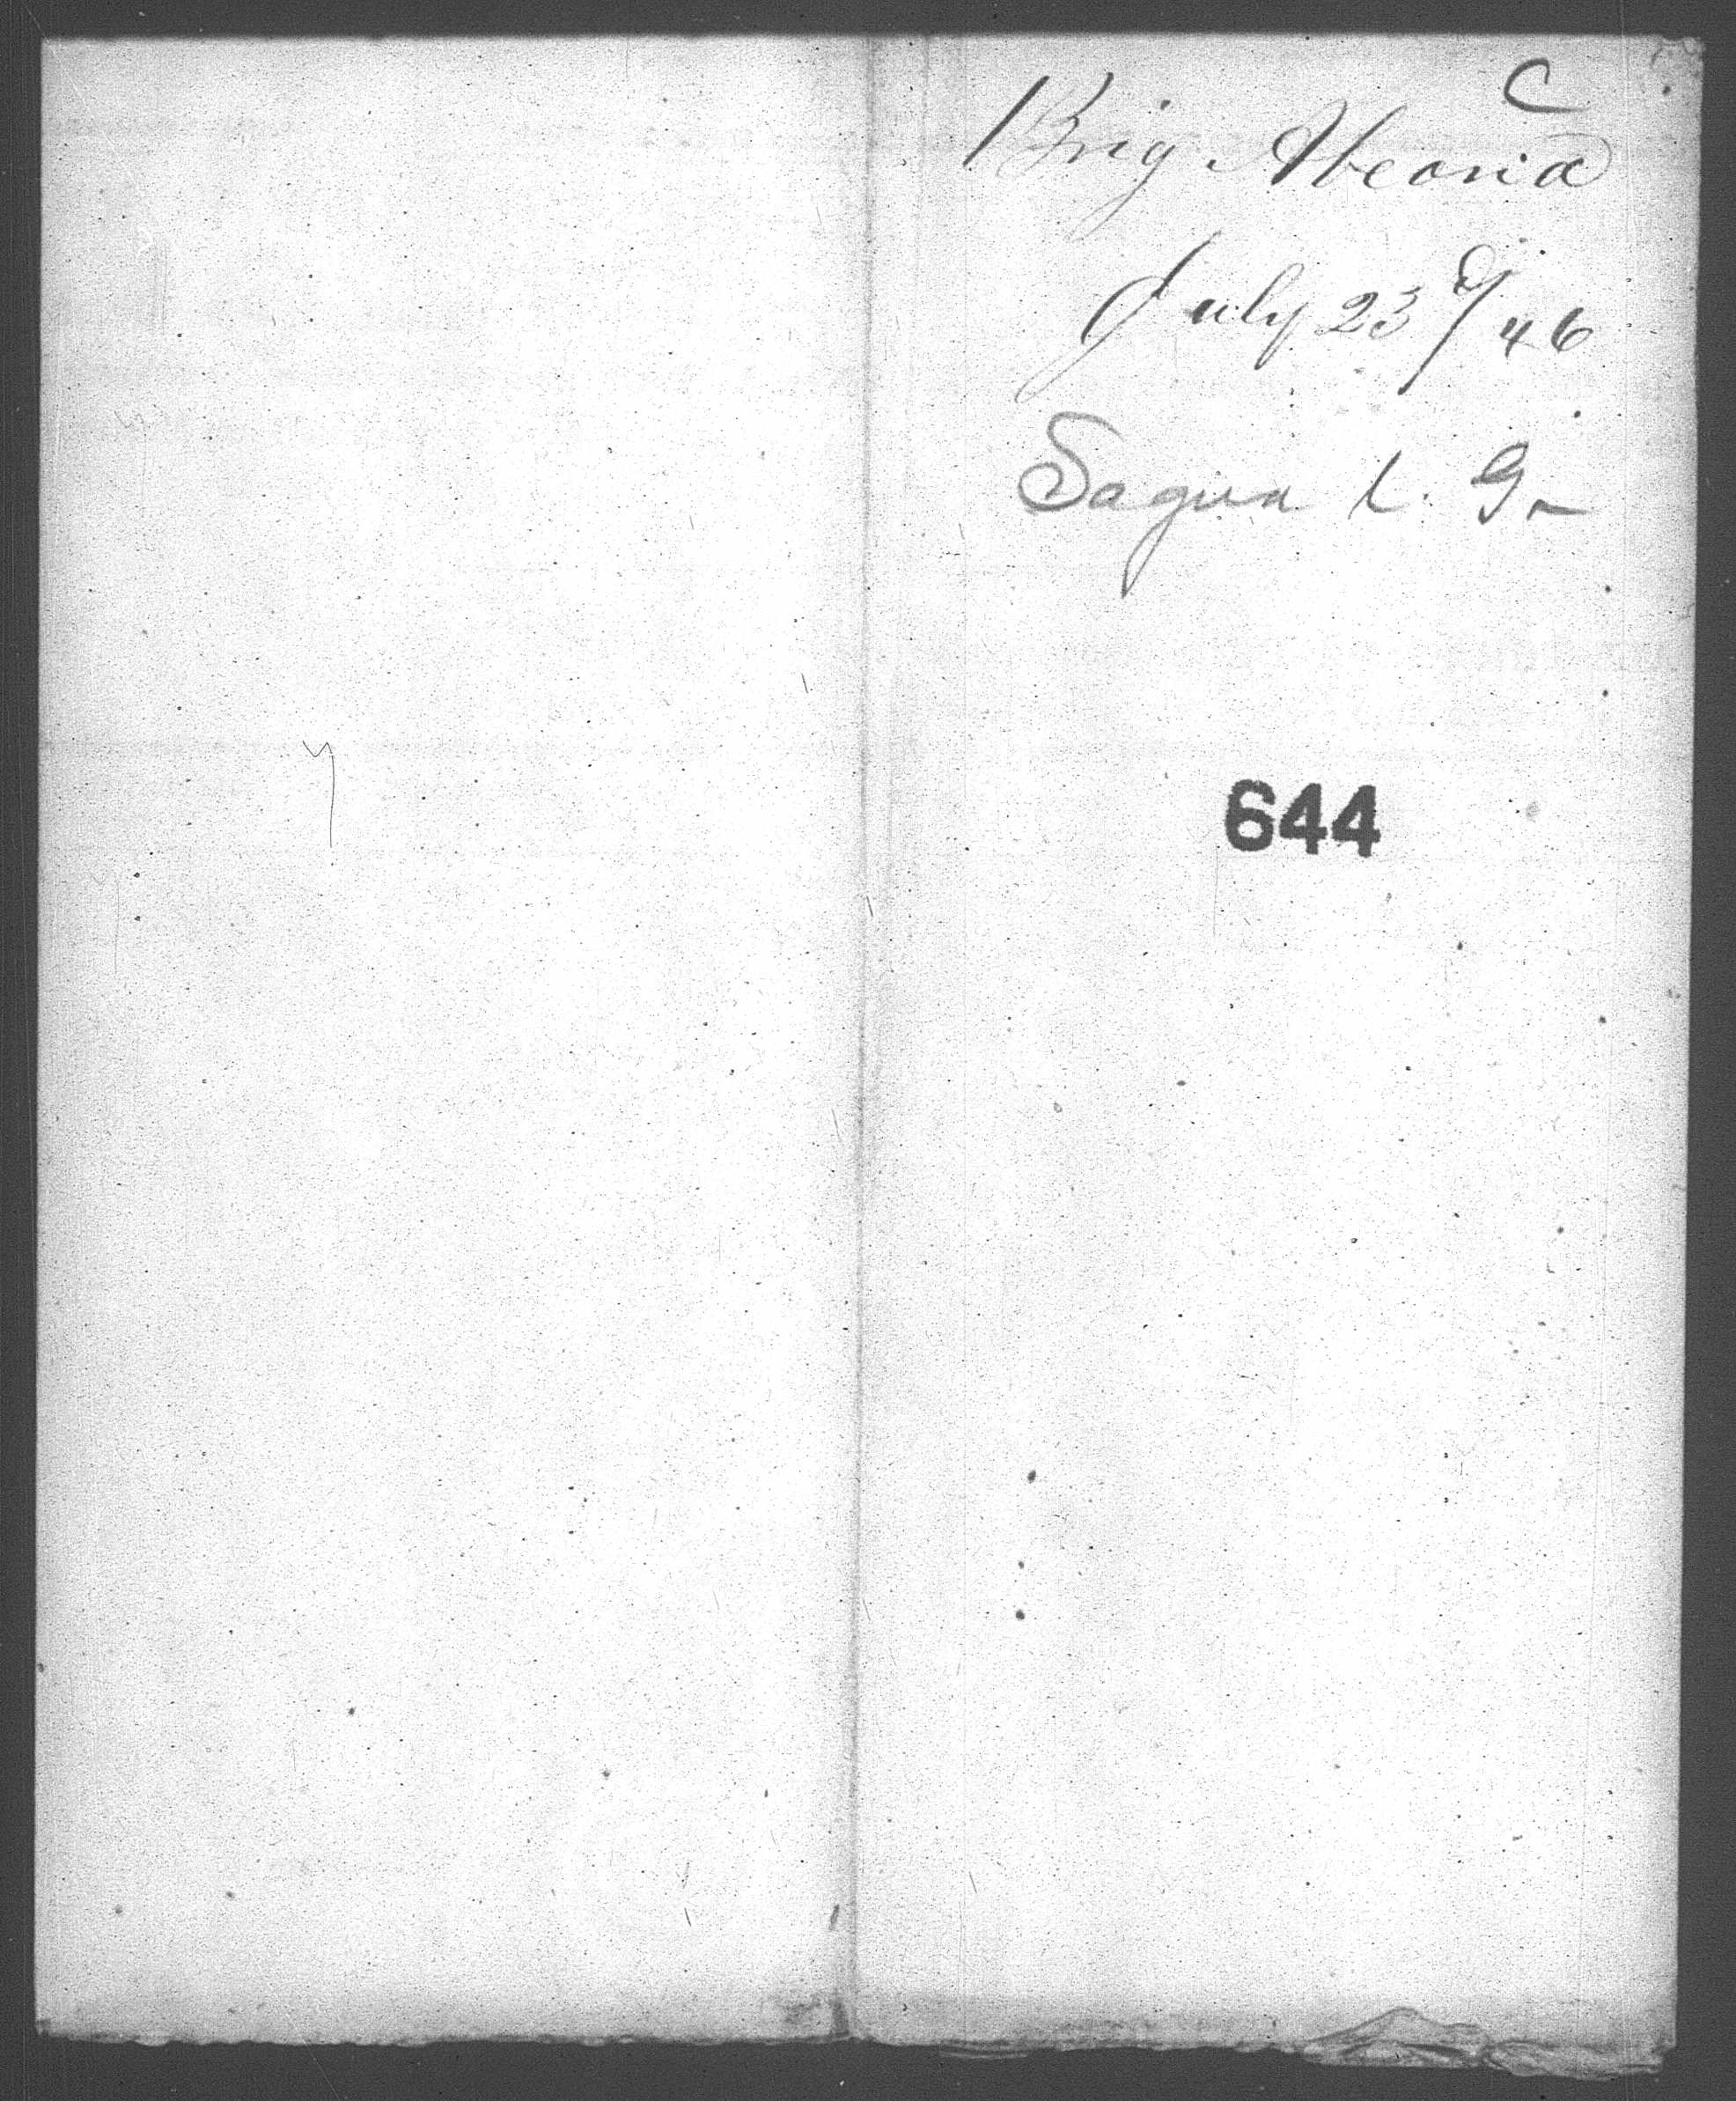 C
Brig Abeona
July 23d/46
Sagua l. G.
644